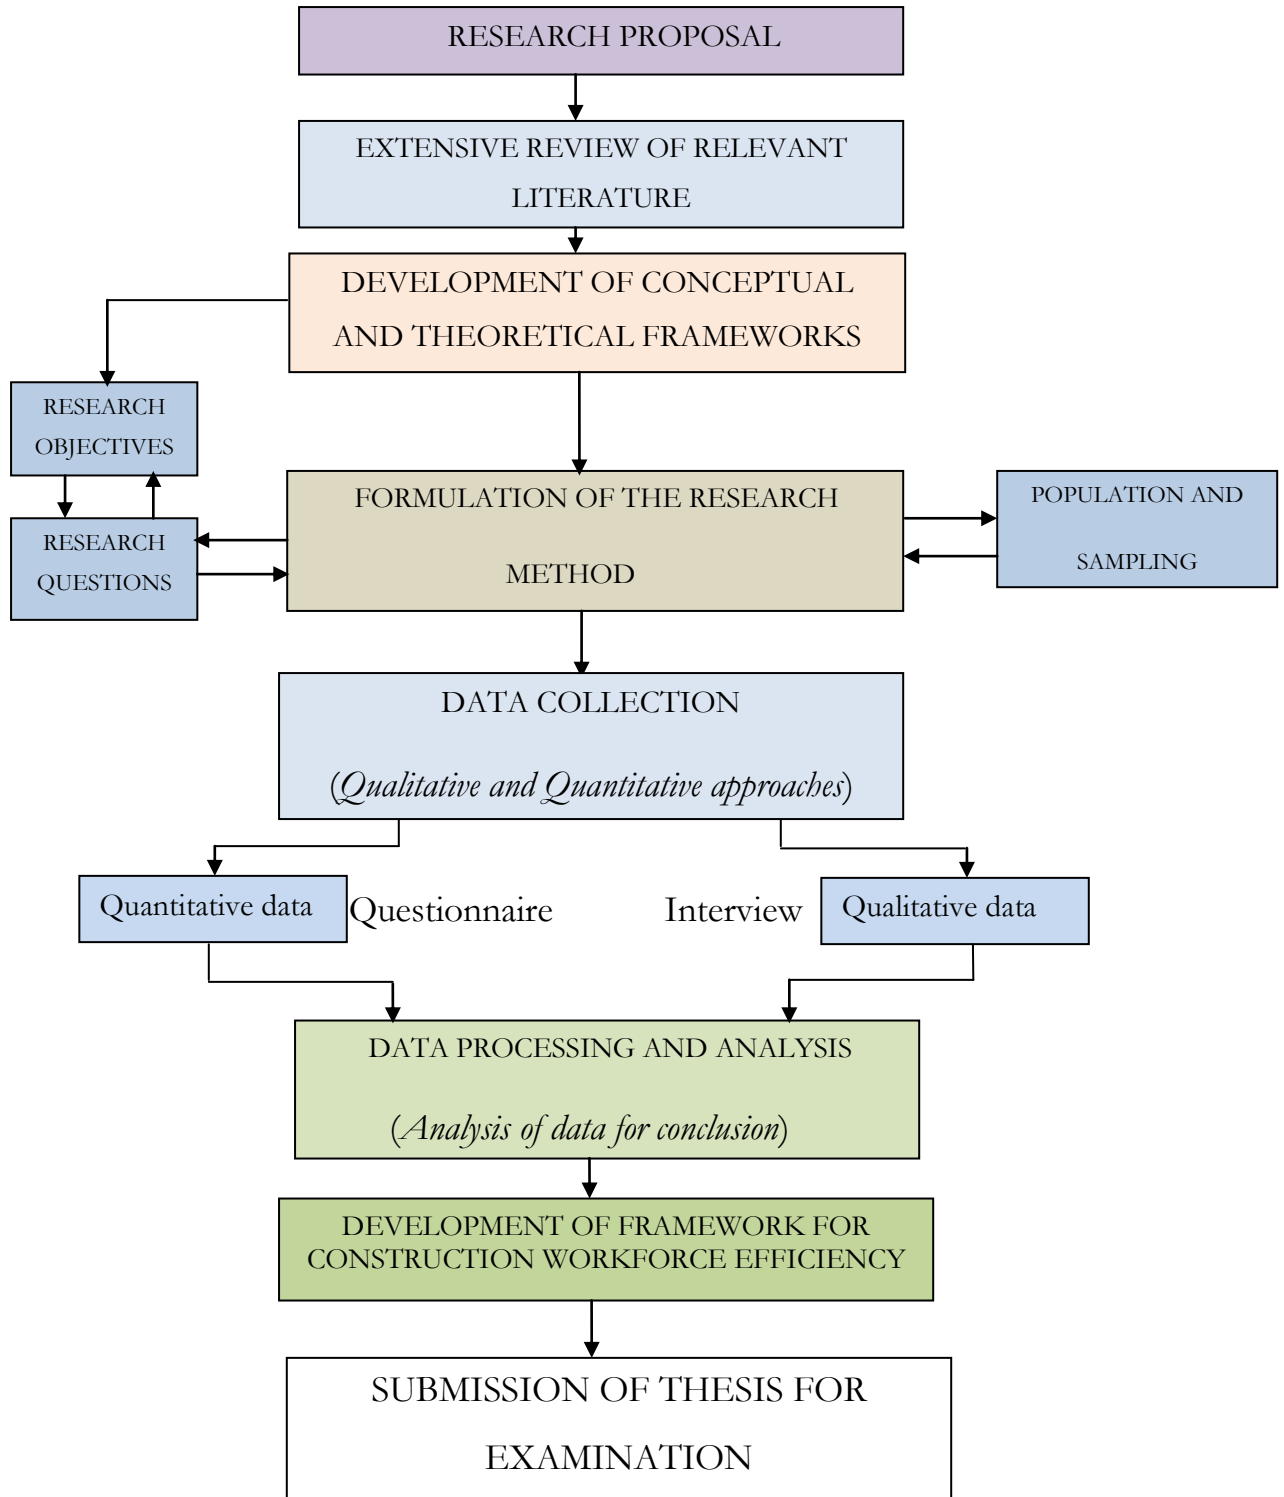 RESEARCH PROPOSAL
EXTENSIVE REVIEW OF RELEVANT
LITERATURE
DEVELOPMENT OF CONCEPTUAL
AND THEORETICAL FRAMEWORKS
RESEARCH
OBJECTIVES
RESEARCH
QUESTIONS
FORMULATION OF THE RESEARCH
METHOD
POPULATION AND
SAMPLING
DATA COLLECTION
(Qualitative and Quantitative approaches)
Quantitative data
Questionnaire
Interview
Qualitative data
DATA PROCESSING AND ANALYSIS
(Analysis of data for conclusion)
DEVELOPMENT OF FRAMEWORK FOR
CONSTRUCTION WORKFORCE EFFICIENCY
SUBMISSION OF THESIS FOR
EXAMINATION